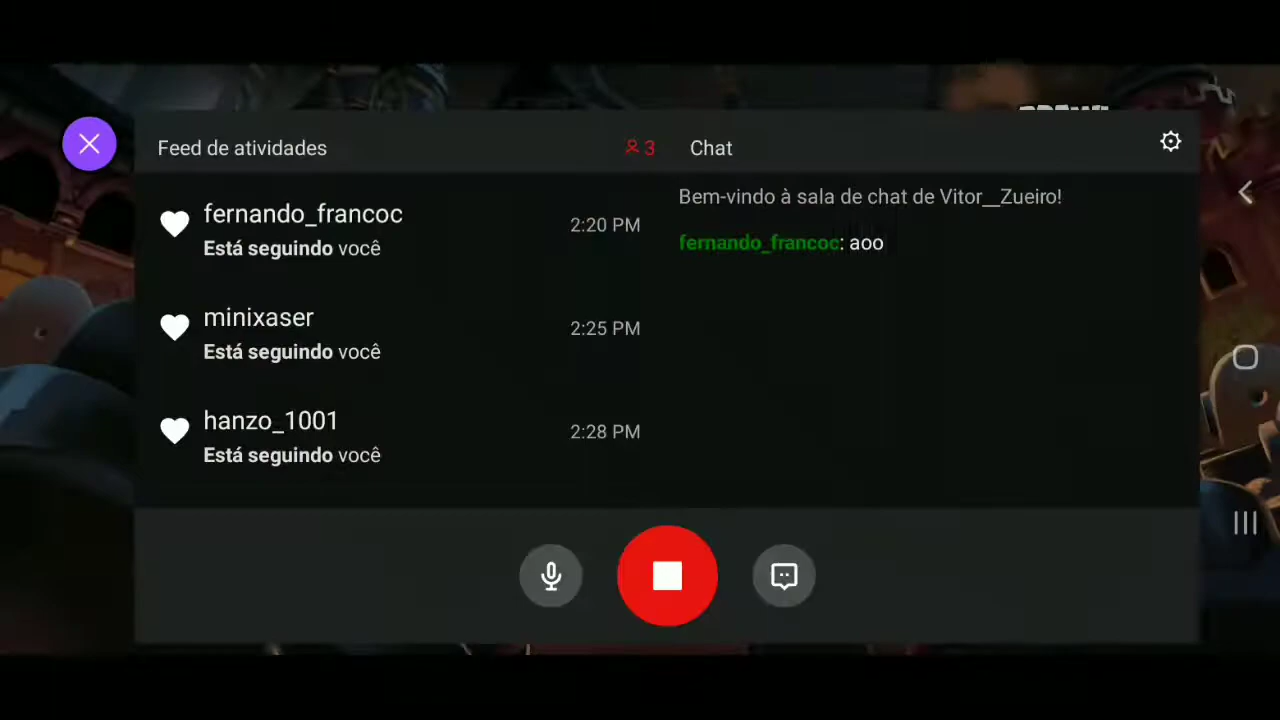 Feed de atividades
3
Chat
Bem-vindo à sala de chat de Vitor__Zueiro!
fernando_francoc: aoo
fernando_francoc
2:20 PM
Está seguindo você
minixaser
2:25 PM
Está seguindo você
hanzo_1001
2:28 PM
Está seguindo você